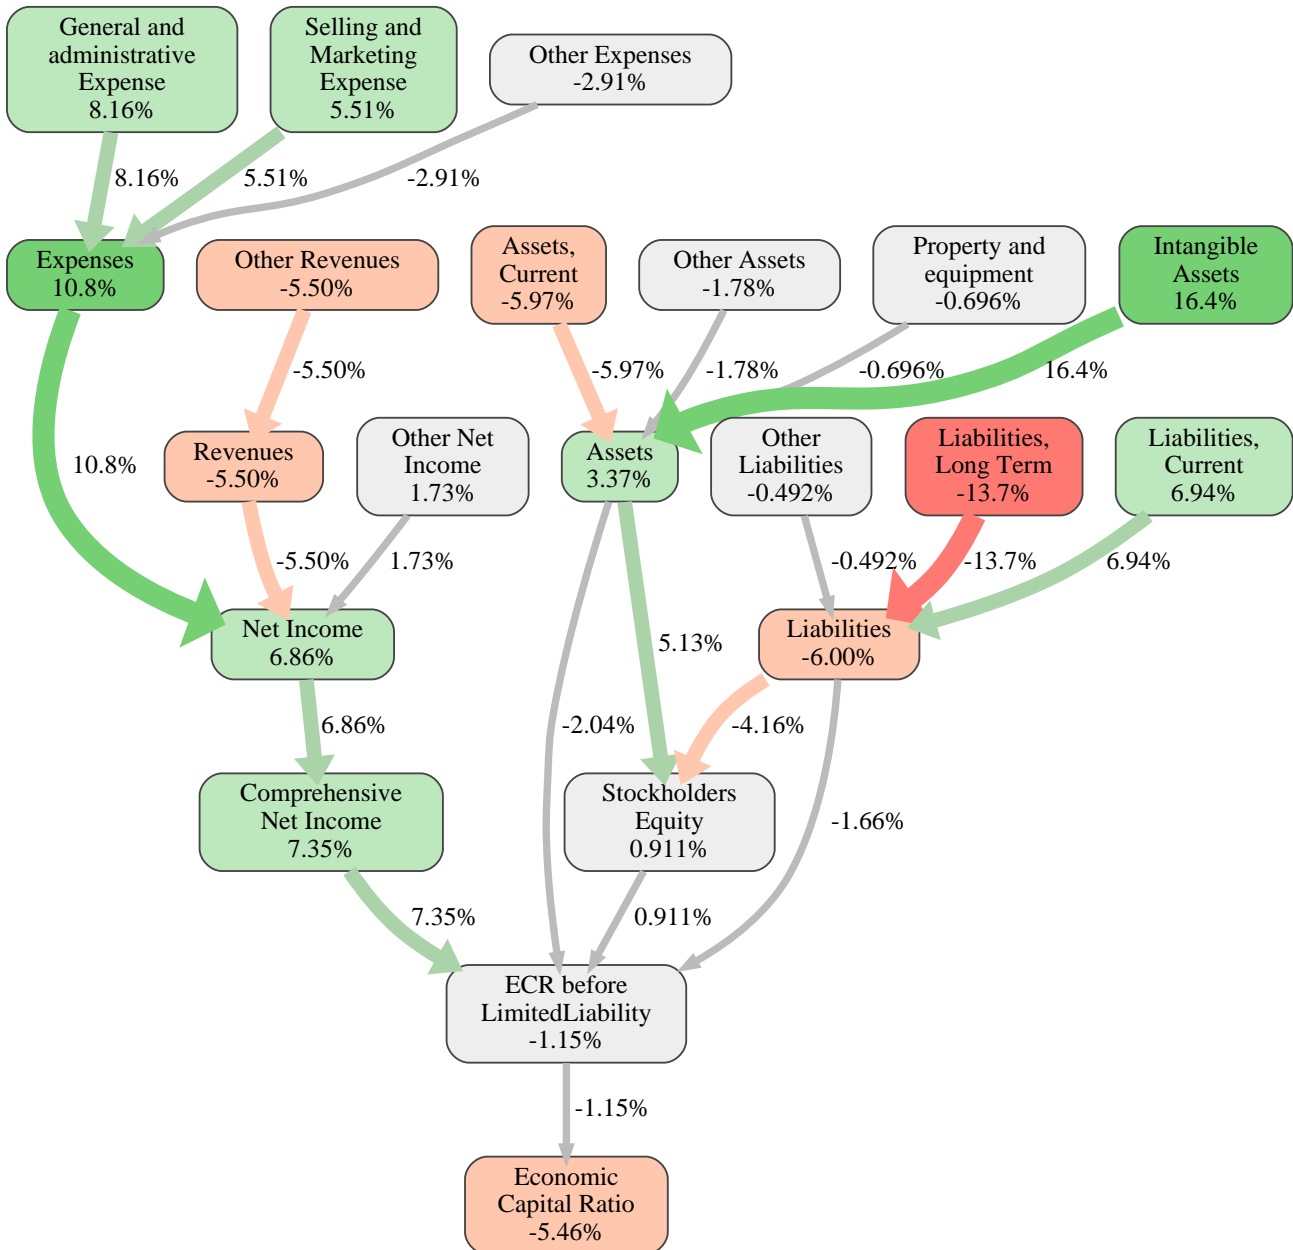 General and
administrative
Expense
8.16%
Selling and
Marketing
Expense
5.51%
Other Expenses
-2.91%
8.16%
5.51%
-2.91%
Expenses
10.8%
Other Revenues
-5.50%
Assets,
Current
-5.97%
Other Assets
-1.78%
Property and
equipment
-0.696%
Intangible
Assets
16.4%
-5.50%
-5.97%
-1.78%
-0.696%
16.4%
10.8%
Revenues
-5.50%
Other Net
Income
1.73%
Assets
3.37%
Other
Liabilities
-0.492%
Liabilities,
Long Term
-13.7%
Liabilities,
Current
6.94%
-5.50%
1.73%
-0.492%
-13.7%
6.94%
Net Income
6.86%
5.13%
Liabilities
-6.00%
6.86%
-2.04%
-4.16%
Comprehensive
Net Income
7.35%
Stockholders
Equity
0.911%
-1.66%
7.35%
0.911%
ECR before
LimitedLiability
-1.15%
-1.15%
Economic
Capital Ratio
-5.46%